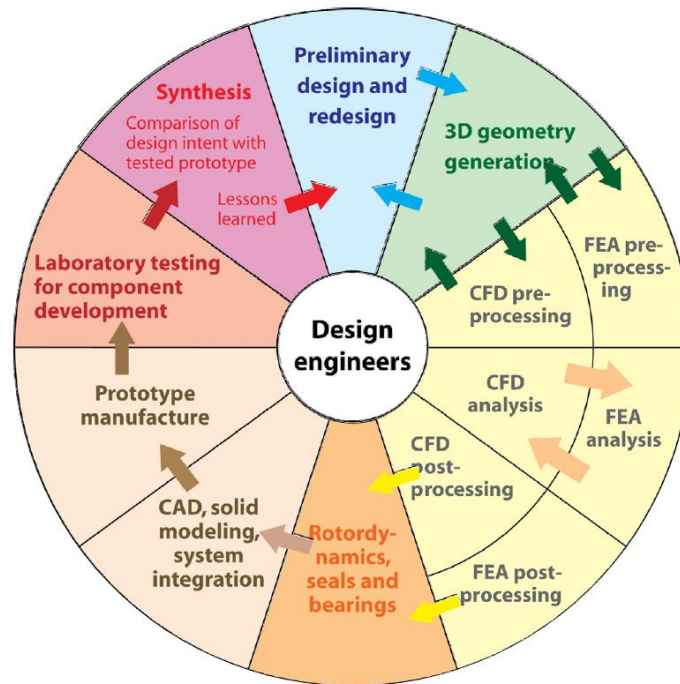 Preliminary
design and
redesign
3D geometry
generation
FEA pre-
process-
ing
CFD pre-
processing
CFD
analysis
FEA
analysis
CFD
post-
processing
FEA post-
processing
Rotordy-
namics,
seals and
bearings
CAD, solid
modeling,
system
integration
Prototype
manufacture
Laboratory testing
for component
development
Synthesis
Comparison of
design intent with
tested prototype
Lessons
learned
Design
engineers